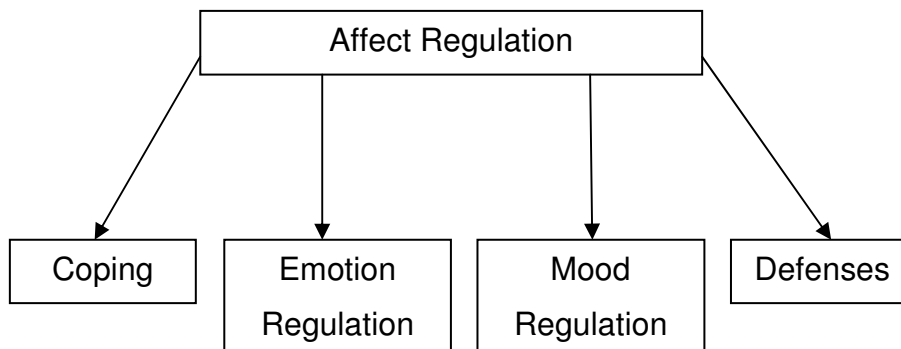 Affect Regulation
Coping
Emotion
Regulation
Mood
Regulation
Defenses